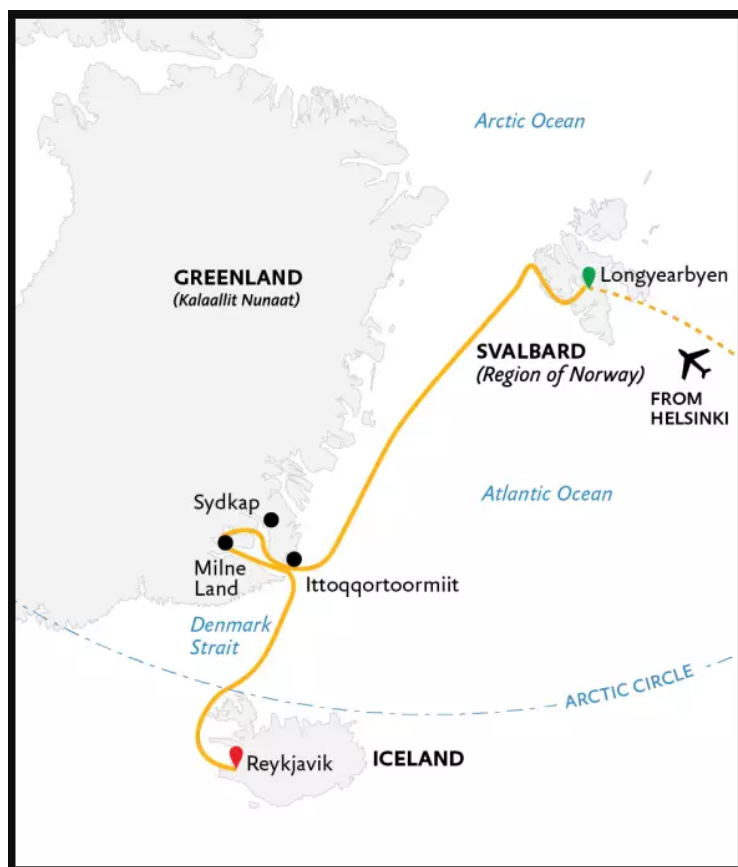 Arctic Ocean
GREENLAND
(Kalaallit Nunaat)
Longyearbyen
SVALBARD
(Region of Norway)
FROM
HELSINKI
Atlantic Ocean
Sydkap
Milne
Land
Ittoqqortoormiit
Denmark
Strait
ARCTIC CIRCLE
Reykjavik
ICELAND